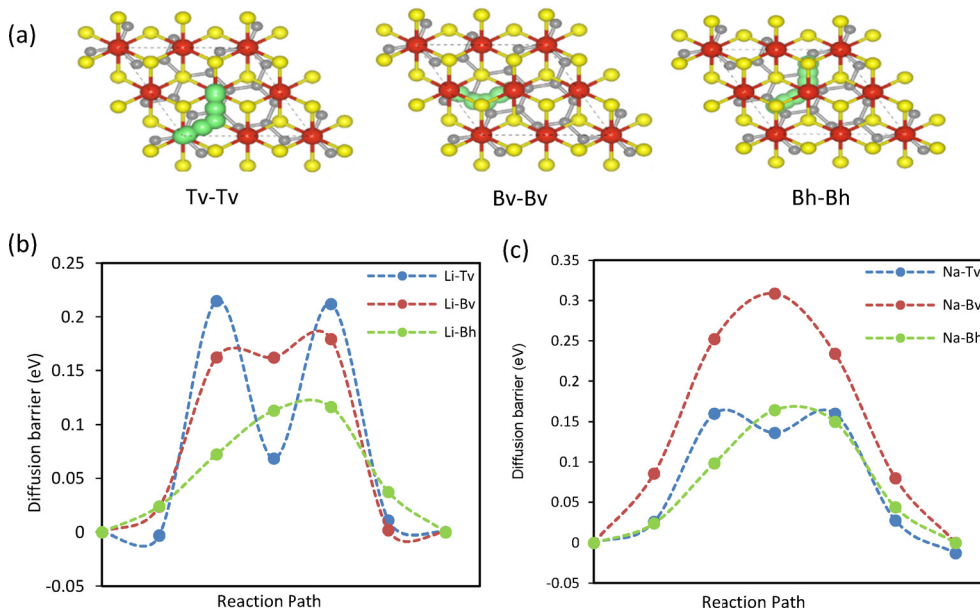 (a)
Tv-Tv
Bv-Bv
Bh-Bh
(b)
0.25
0.2
0.15
0.1
0.05
0
-0.05
Diffusion barrier (eV)
Reaction Path
Li-Tv
Li-Bv
Li-Bh
(c)
0.35
0.3
0.25
0.2
0.15
0.1
0.05
0
-0.05
Diffusion barrier (eV)
Reaction Path
Na-Tv
Na-Bv
Na-Bh